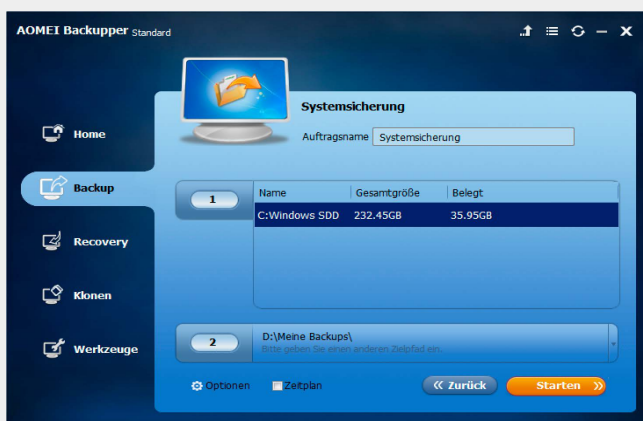 AOMEI Backupper Standard
Systemsicherung
Auftragsname Systemsicherung
Home
Backup
Recovery
Klonen
Werkzeuge
1
Name Gesamtgröße Belegt
C:Windows SDD 232.45GB 35.95GB
2
D:\Meine Backups\
Bitte geben Sie einen anderen Zielpfad ein.
Optionen
Zeitplan
Zurück
Starten